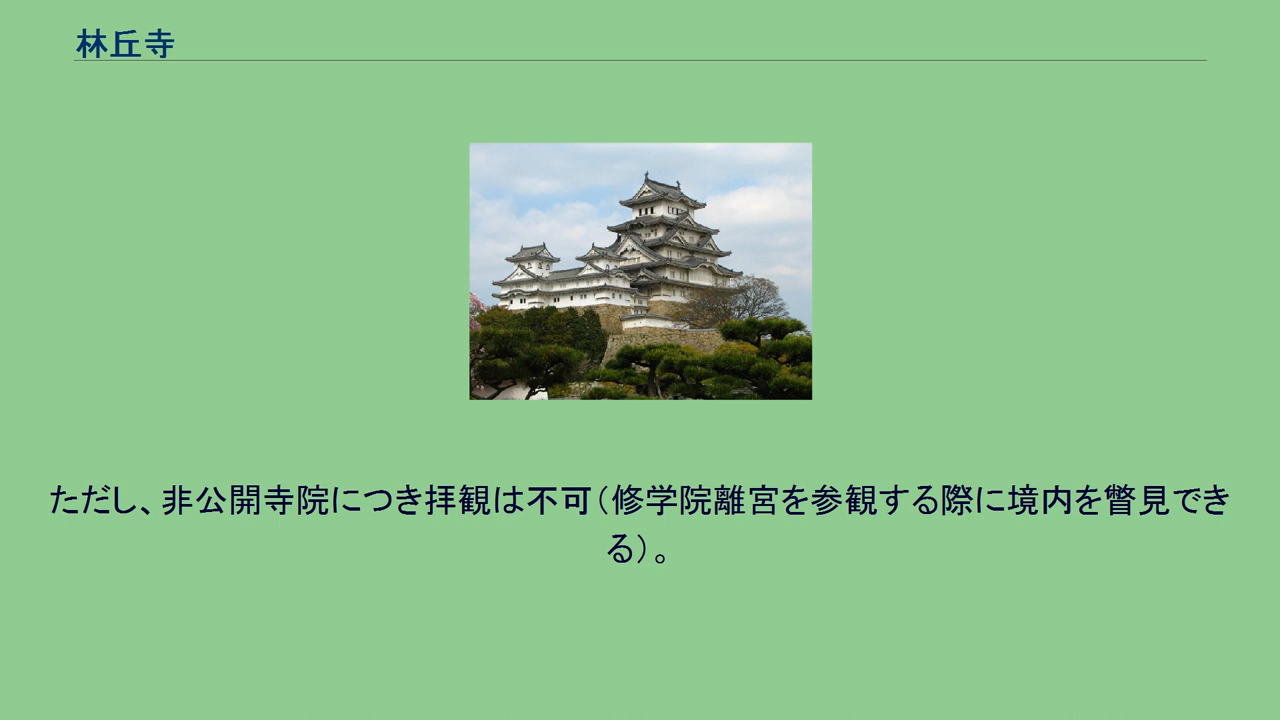 林丘寺
ただし、非公開寺院につき拝観は不可（修学院離宮を参観する際に境内を瞥見でき
る）。